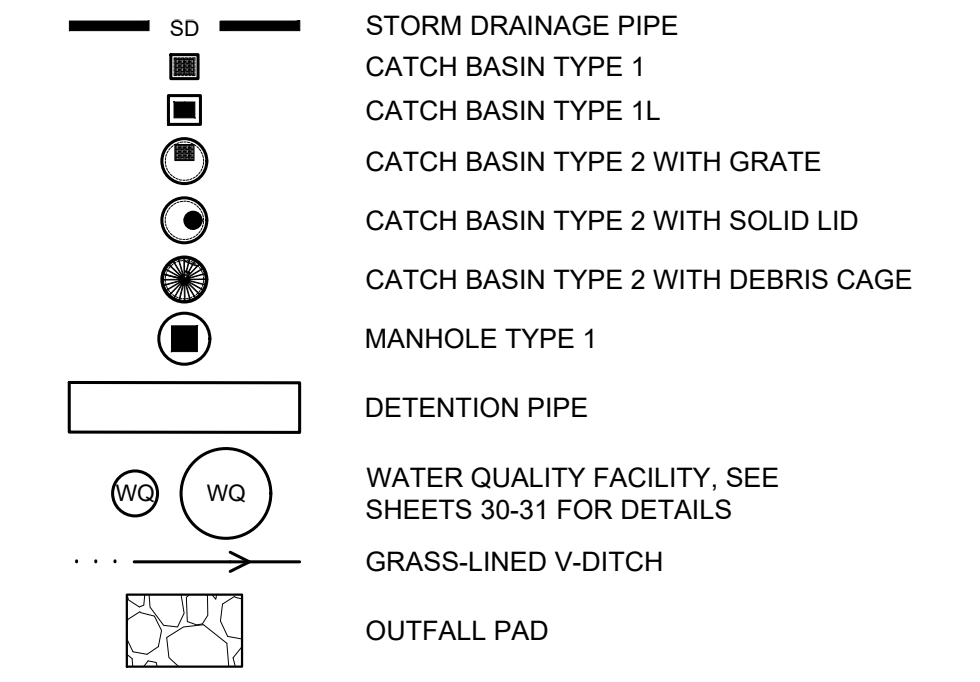 SD STORM DRAINAGE PIPE
CATCH BASIN TYPE 1
CATCH BASIN TYPE 1L
CATCH BASIN TYPE 2 WITH GRATE
CATCH BASIN TYPE 2 WITH SOLID LID
CATCH BASIN TYPE 2 WITH DEBRIS CAGE
MANHOLE TYPE 1
DETENTION PIPE
WQ WQ WATER QUALITY FACILITY, SEE
SHEETS 30-31 FOR DETAILS
GRASS-LINED V-DITCH
OUTFALL PAD